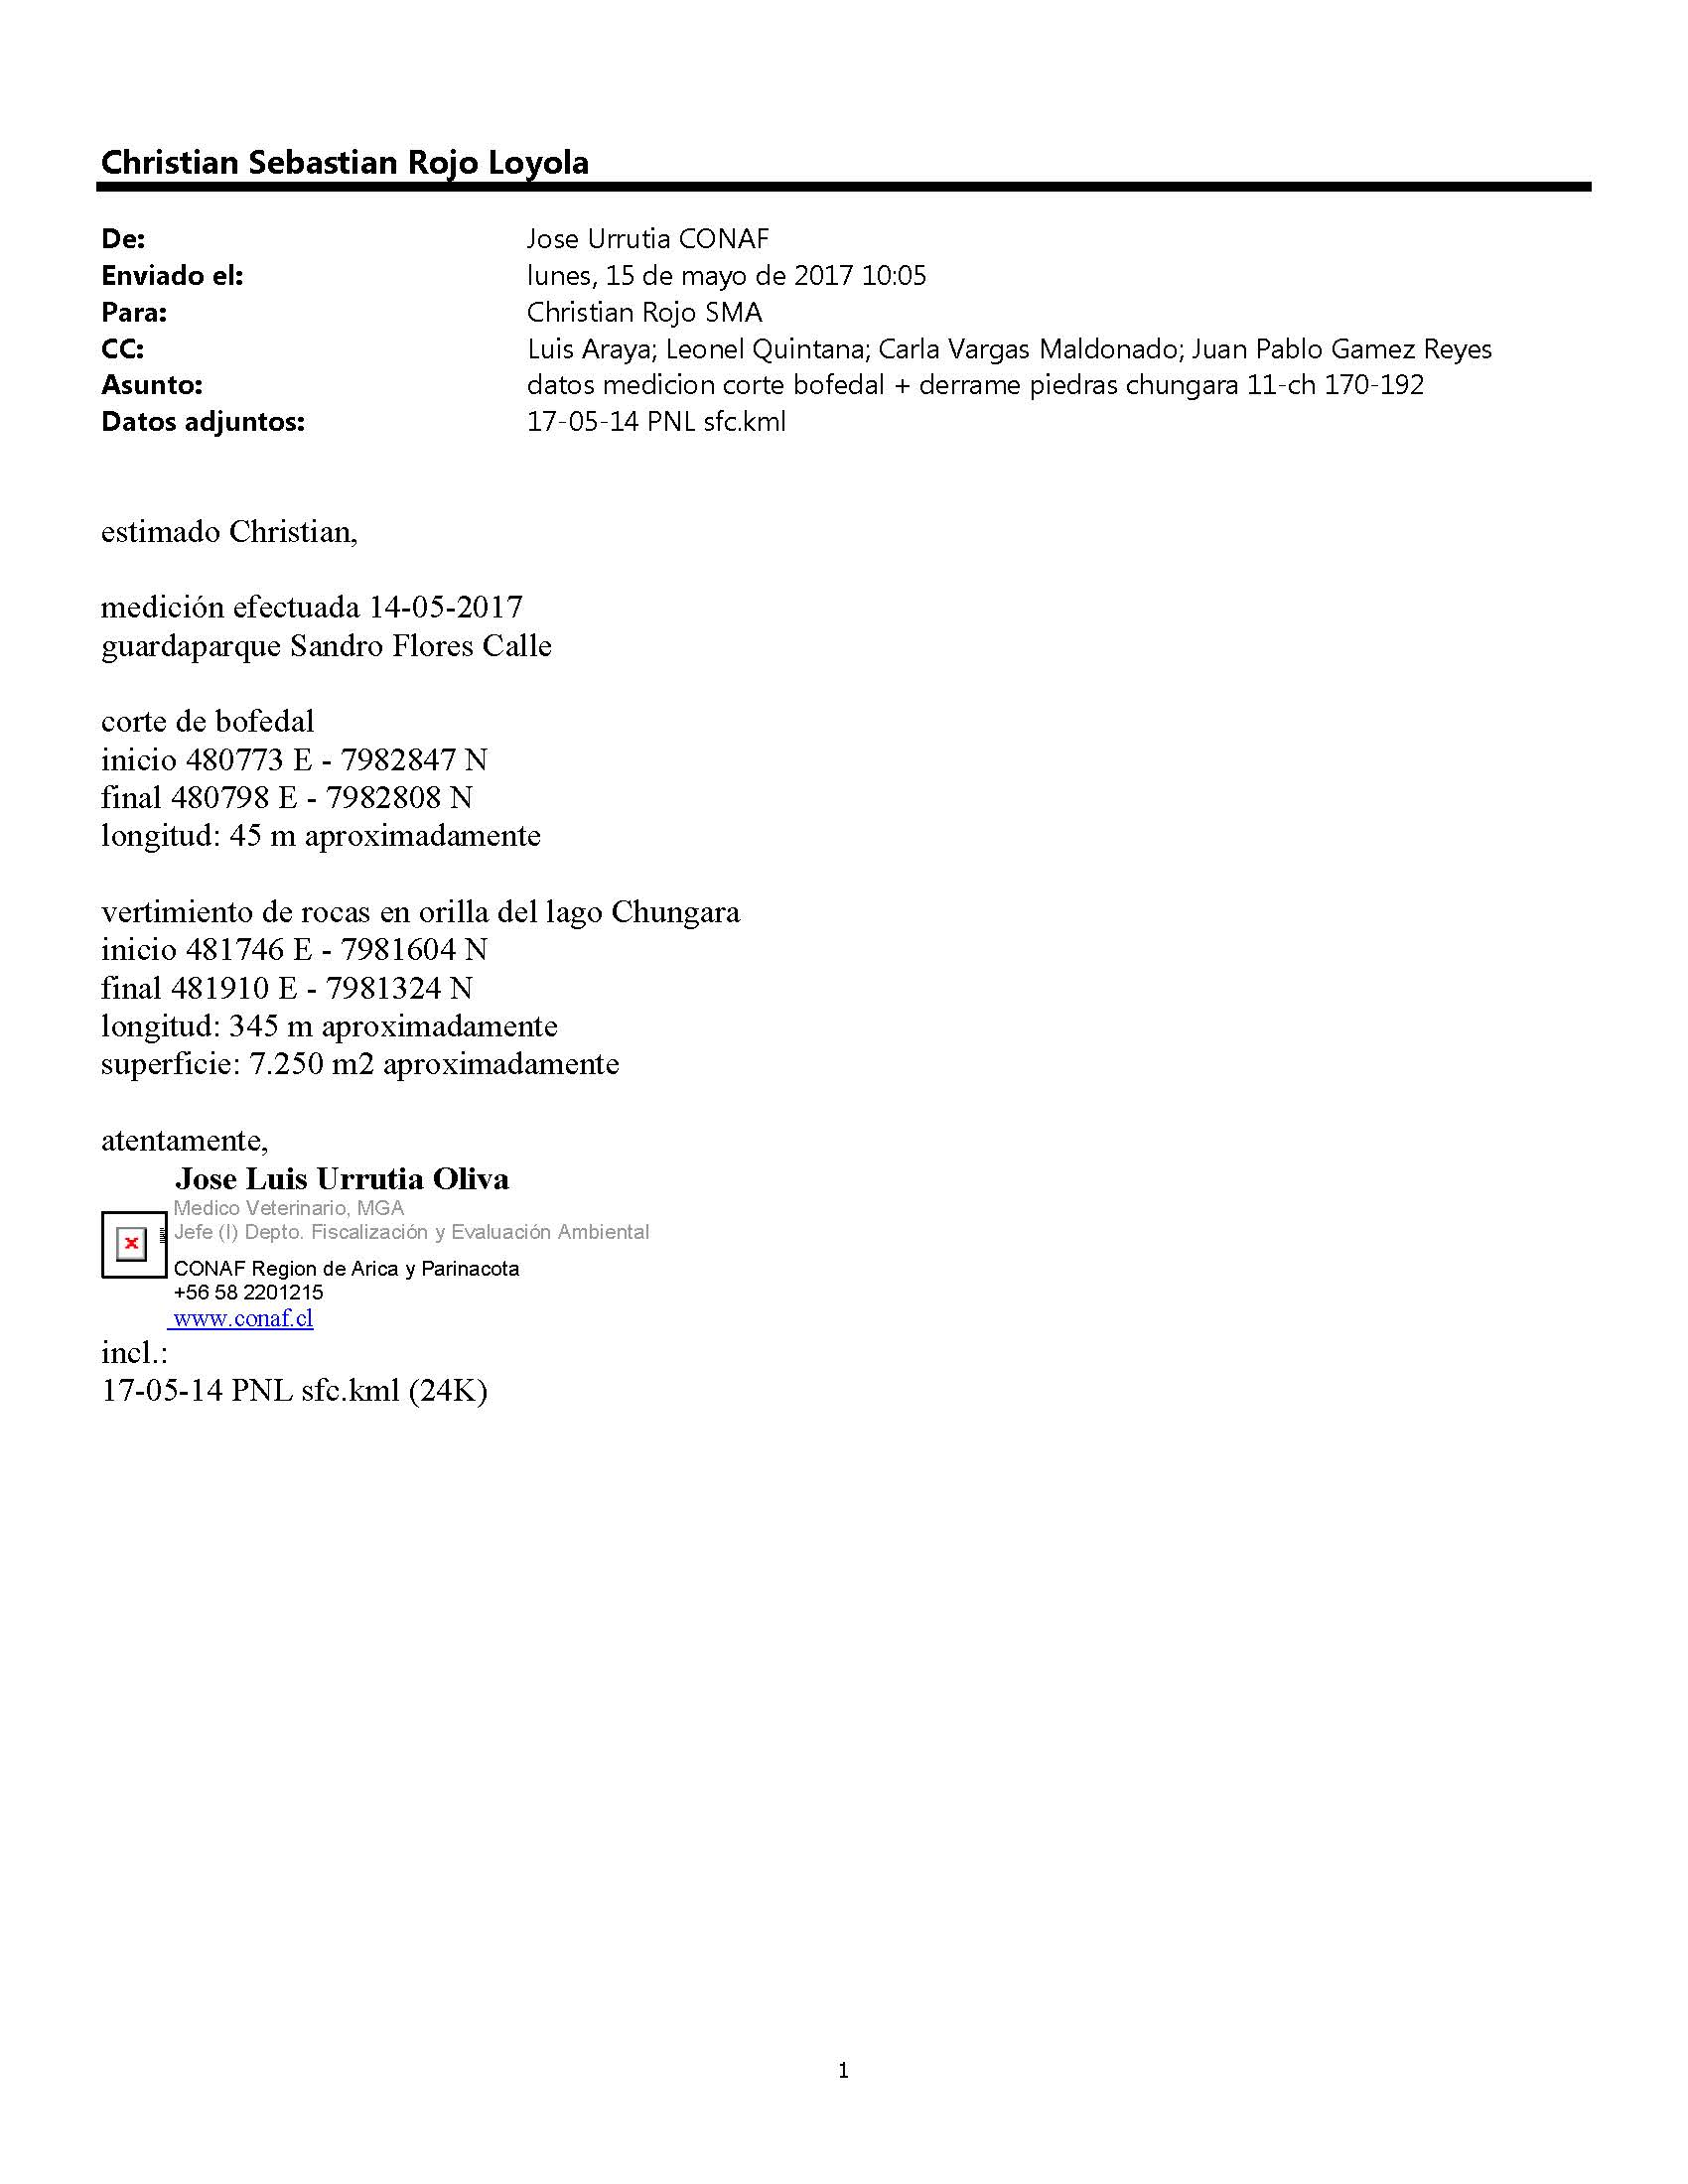 Christian Sebastian Rojo Loyola
De: Jose Urrutia CONAF
Enviado el: lunes, 15 de mayo de 2017 10:05
Para: Christian Rojo SMA
CC: Luis Araya; Leonel Quintana; Carla Vargas Maldonado; Juan Pablo Gamez Reyes
Asunto: datos medicion corte bofedal + derrame piedras chungara 11-ch 170-192
Datos adjuntos: 17-05-14 PNL sfc.kml
estimado Christian,
medición efectuada 14-05-2017
guardaparque Sandro Flores Calle
corte de bofedal
inicio 480773 E - 7982847 N
final 480798 E - 7982808 N
longitud: 45 m aproximadamente
vertimiento de rocas en orilla del lago Chungara
inicio 481746 E - 7981604 N
final 481910 E - 7981324 N
longitud: 345 m aproximadamente
superficie: 7.250 m2 aproximadamente
atentamente,
Jose Luis Urrutia Oliva
Medico Veterinario, MGA
Jefe (I) Depto. Fiscalización y Evaluación Ambiental
CONAF Region de Arica y Parinacota
+56 58 2201215
www.conaf.cl
incl.:
17-05-14 PNL sfc.kml (24K)
1